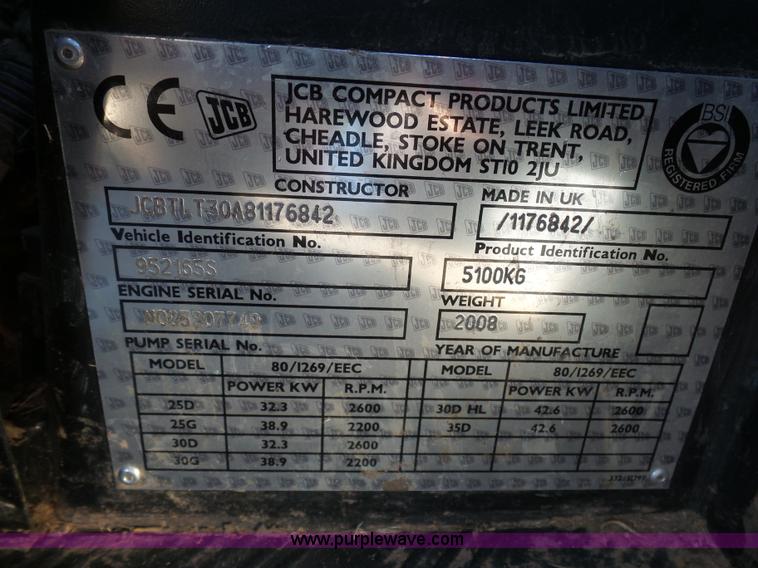 CE JCB
JCB COMPACT PRODUCTS LIMITED
HAREWOOD ESTATE, LEEK ROAD,
CHEADLE, STOKE ON TRENT,
UNITED KINGDOM ST10 2JU
BSI
REGISTERED FIRM
CONSTRUCTOR
MADE IN UK
JCBTLT30A81176842
/1176842/
Vehicle Identification No.
Product Identification No.
952165S
5100KG
ENGINE SERIAL No.
WEIGHT
2008
PUMP SERIAL No.
YEAR OF MANUFACTURE
MODEL 80/1269/EEC MODEL 80/1269/EEC
POWER KW R.P.M. POWER KW R.P.M.
25D 32.3 2600 30D HL 42.6 2600
25G 38.9 2200 35D 42.6 2600
30D 32.3 2600
30G 38.9 2200
www.purplewave.com